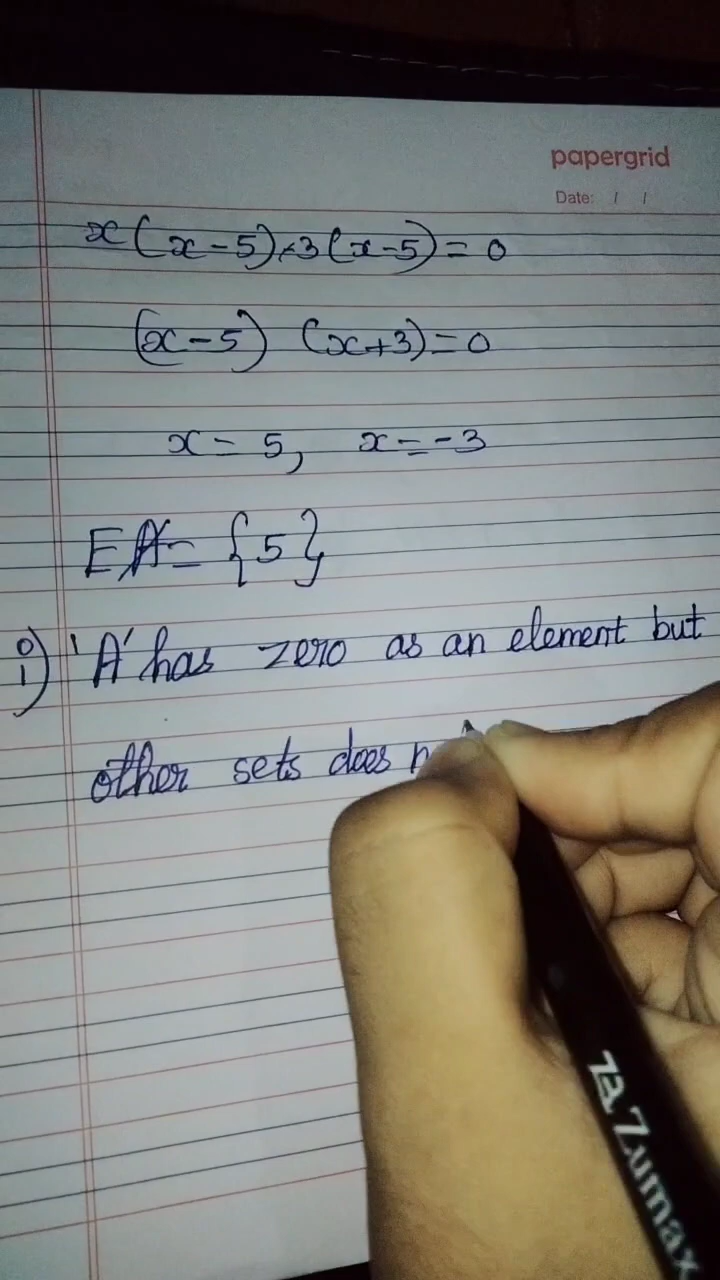 papergrid
Date: / /
x(x-5)+3(x-5)=0
(x-5) (x+3)=0
x=5, x=-3
E = {5}
i) 'A' has zero as an element but
other sets does n
Zumax